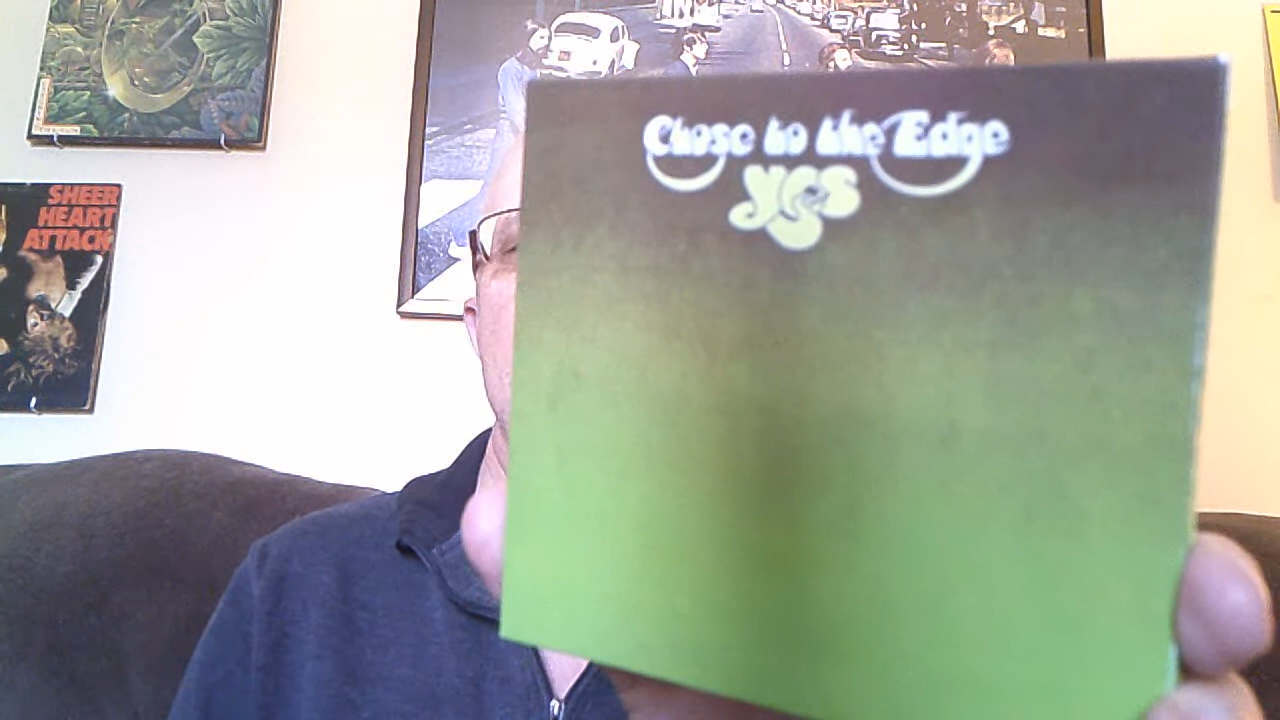 SHEER
HEART
ATTACK
Close to the Edge
yes